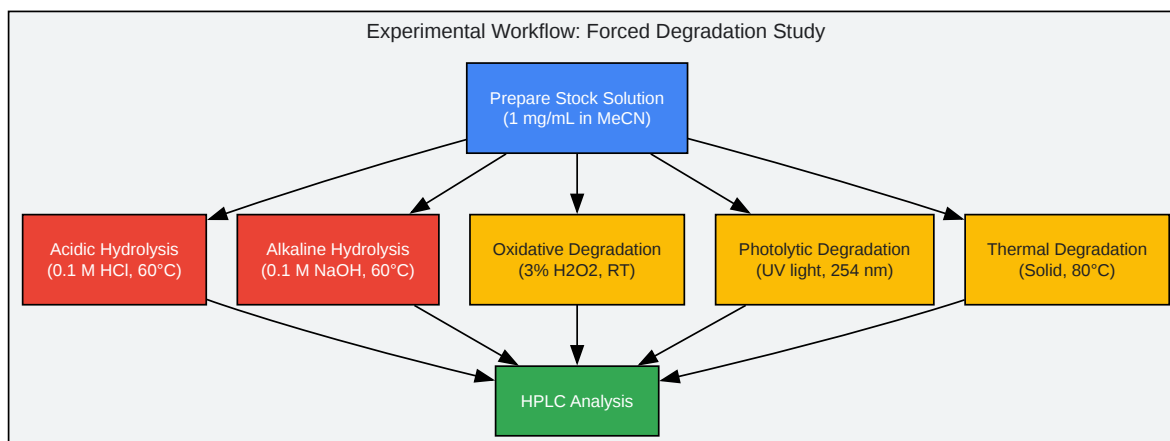 Experimental Workflow: Forced Degradation Study
Prepare Stock Solution
(1 mg/mL in MeCN)
Acidic Hydrolysis
(0.1 M HCl, 60°C)
Alkaline Hydrolysis
(0.1 M NaOH, 60°C)
Oxidative Degradation
(3% H2O2, RT)
Photolytic Degradation
(UV light, 254 nm)
Thermal Degradation
(Solid, 80°C)
HPLC Analysis